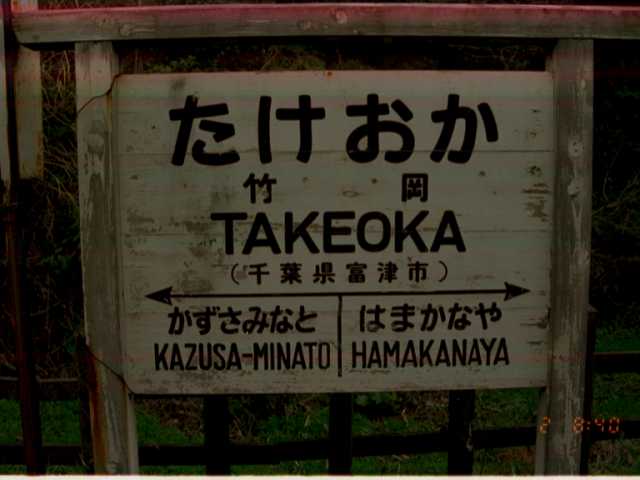 たけおか
竹岡
TAKEOKA
(千葉県富津市)
かずさみなと はまかなや
KAZUSA-MINATO HAMAKANAYA
2 8:40